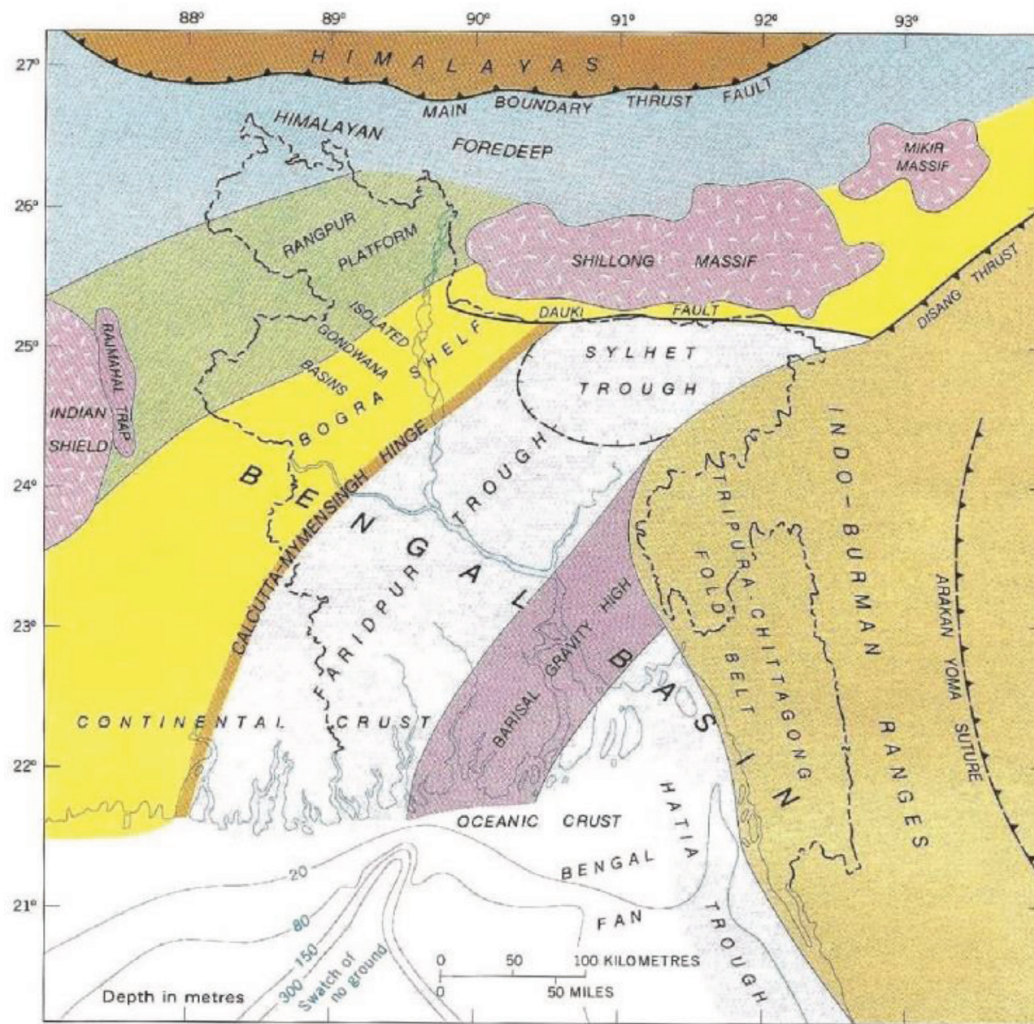 88° 89° 90° 91° 92° 93°
27°
HIMALAYAS
MAIN BOUNDARY THRUST FAULT
HIMALAYAN
FOREDEEP
MIKIR
MASSIF
26°
RANGPUR
PLATFORM
SHILLONG MASSIF
DISANG THRUST
DAUKI FAULT
ISOLATED
GONDWANA
BASINS
BOGRA SHELF
25°
SYLHET
TROUGH
RAJMAHAL TRAP
INDIAN
SHIELD
24°
BENGAL BASIN
CALCUTTA-MYMENSINGH HINGE
FARIDPUR TROUGH
TRIPURA-CHITTAGONG
FOLD BELT
INDO-BURMAN RANGES
ARAKAN YOMA SUTURE
23°
BARISAL GRAVITY HIGH
CONTINENTAL CRUST
22°
OCEANIC CRUST
HATIA TROUGH
BENGAL
FAN
21°
20
80
150
300
Swatch of
no ground
0 50 100 KILOMETRES
0 50 MILES
Depth in metres